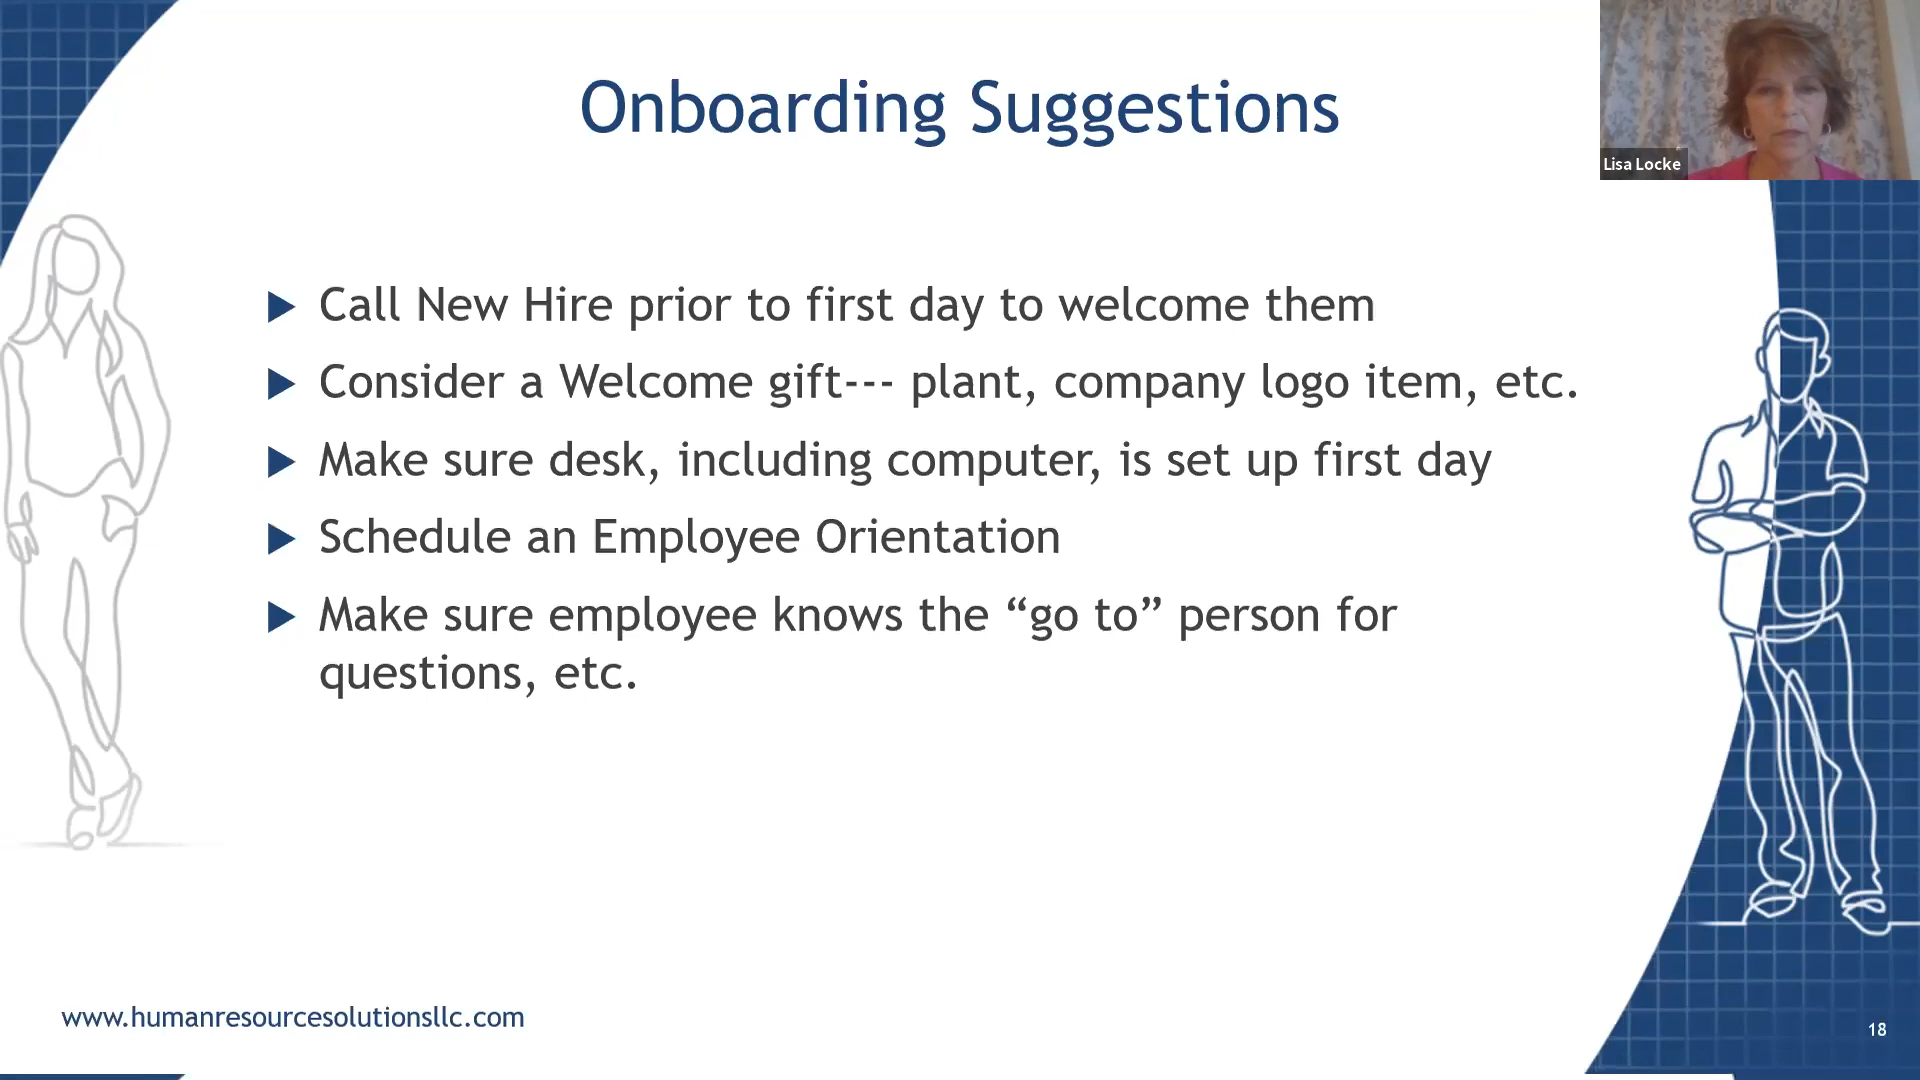 Onboarding Suggestions
Lisa Locke
Call New Hire prior to first day to welcome them
Consider a Welcome gift--- plant, company logo item, etc.
Make sure desk, including computer, is set up first day
Schedule an Employee Orientation
Make sure employee knows the “go to” person for
questions, etc.
www.humanresourcesolutionsllc.com
18